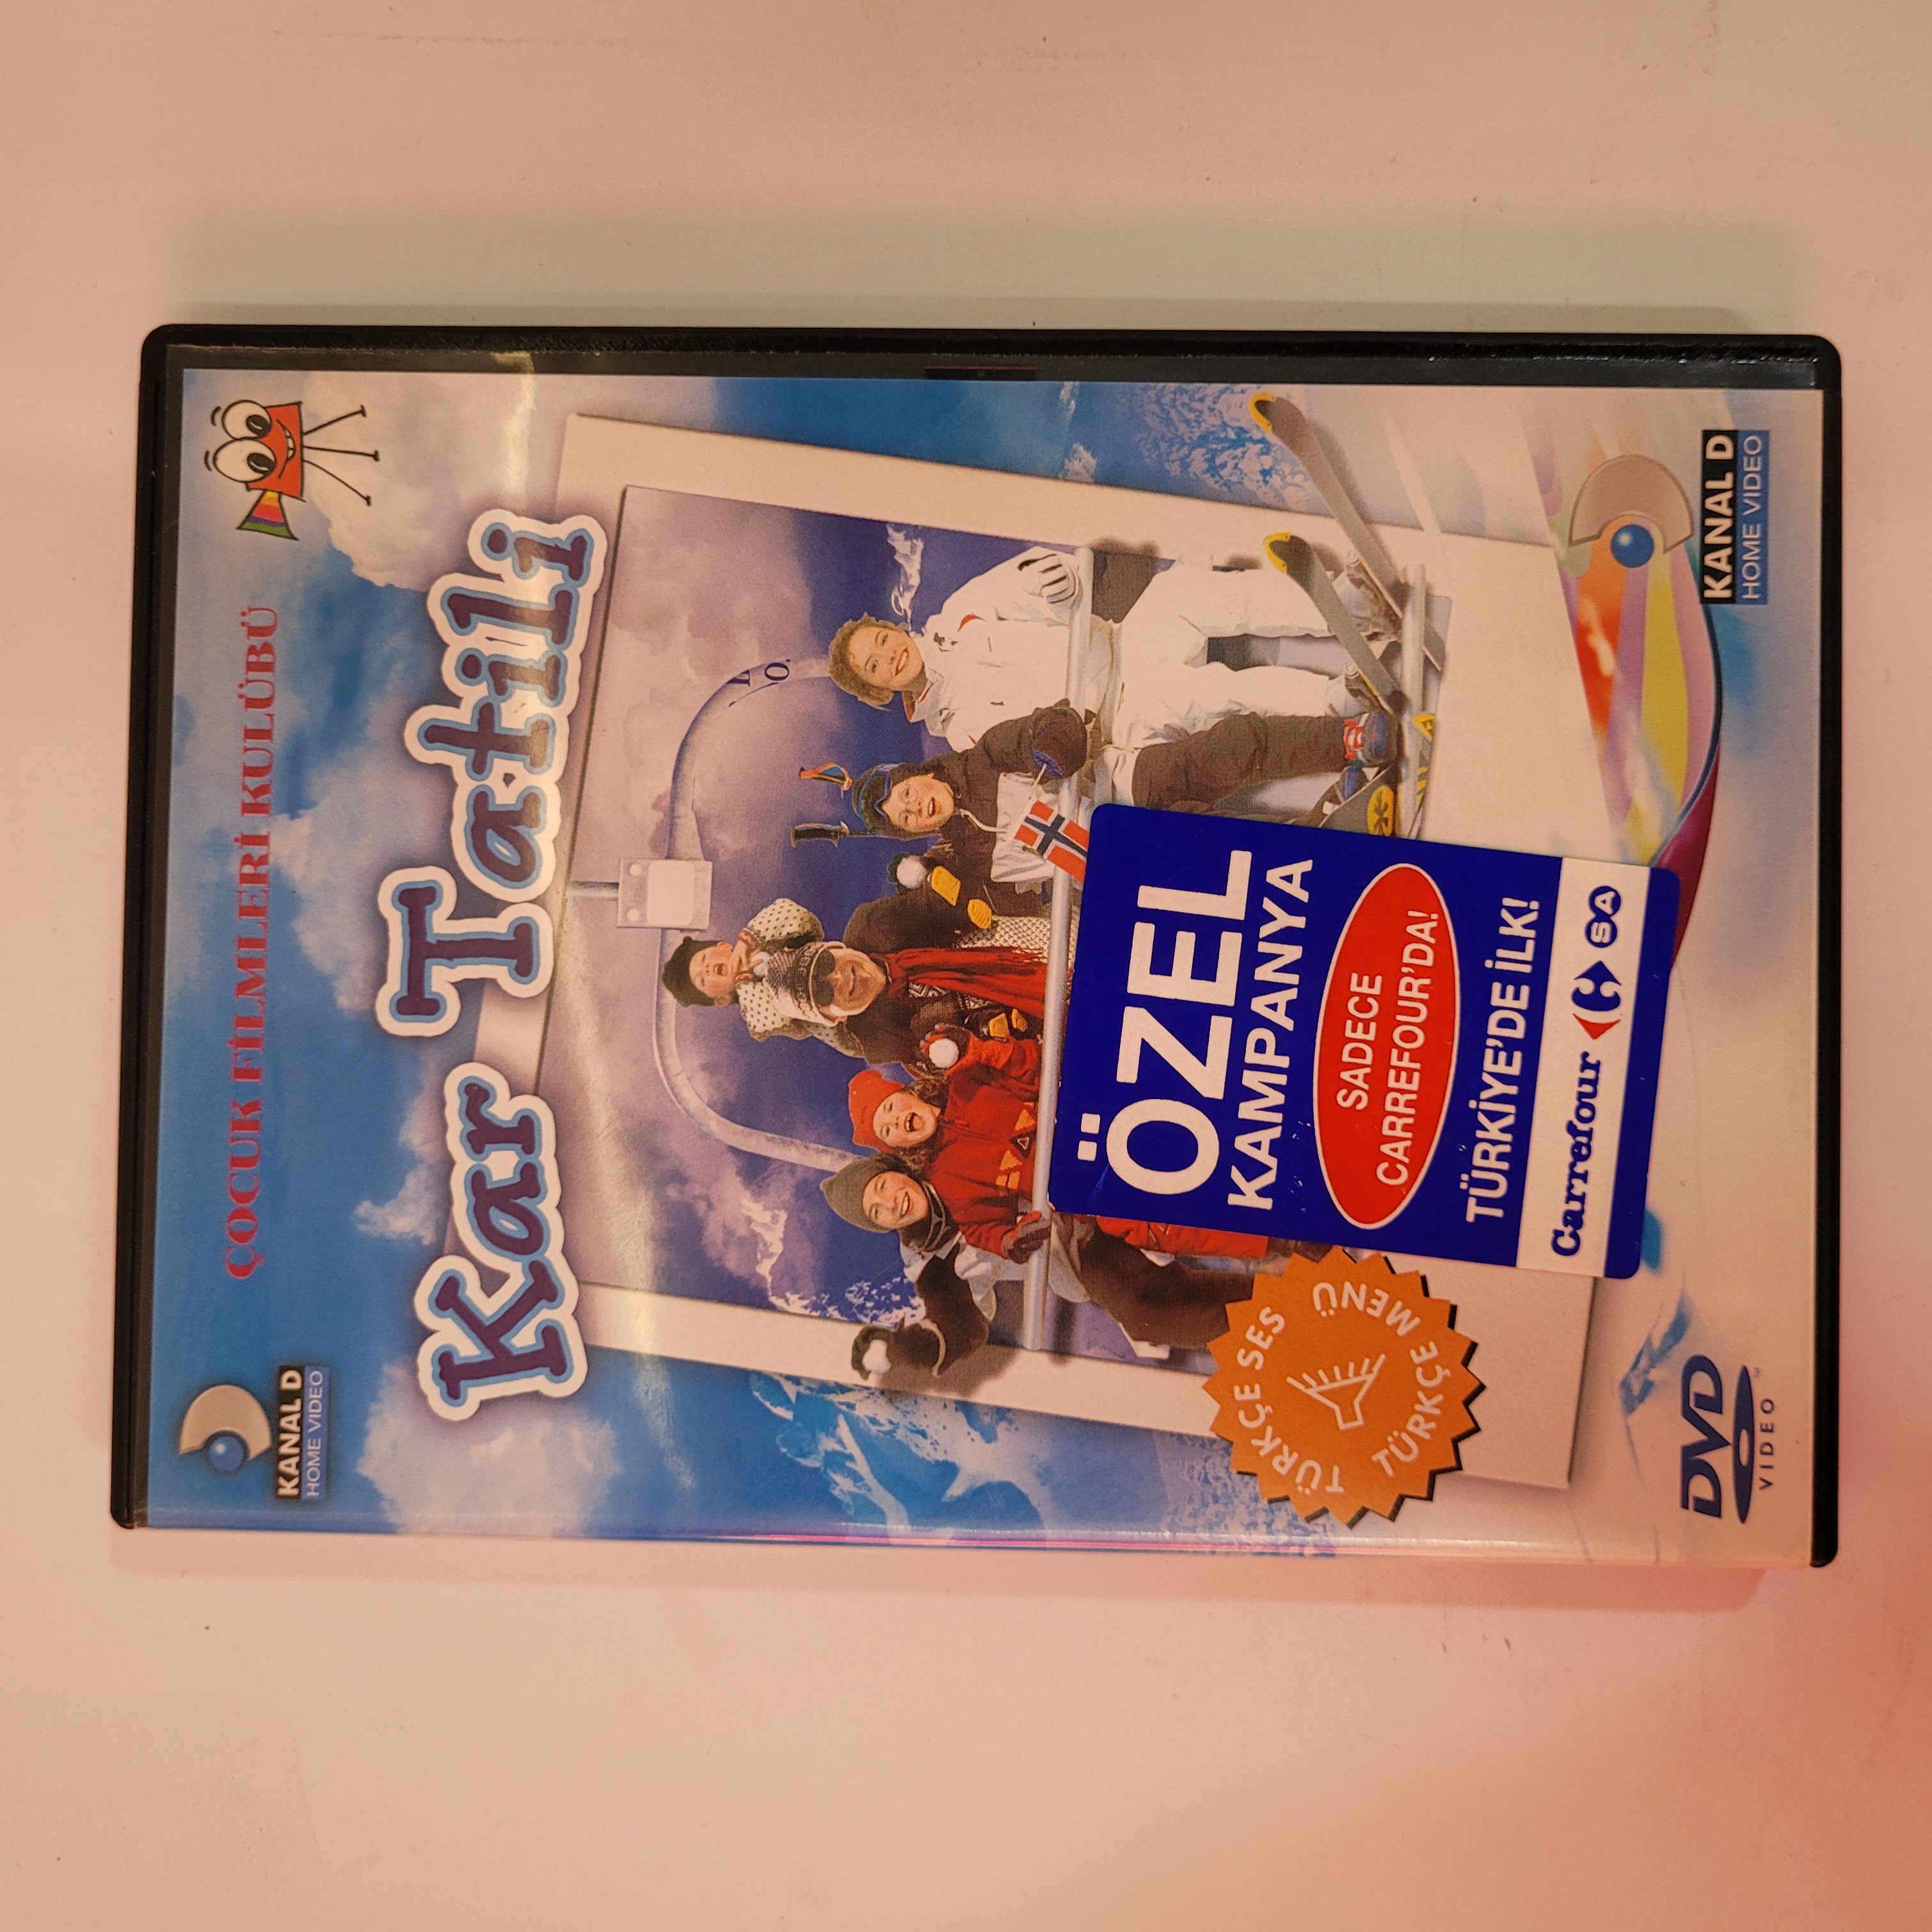 KANAL D
HOME VIDEO
ÇOCUK FİLMLERİ KULÜBÜ
Kar Tatili
TÜRKÇE SES
TÜRKÇE MENÜ
ÖZEL
KAMPANYA
SADECE
CARREFOUR'DA!
TÜRKİYE'DE İLK!
Carrefour SA
DVD
VIDEO
KANAL D
HOME VIDEO